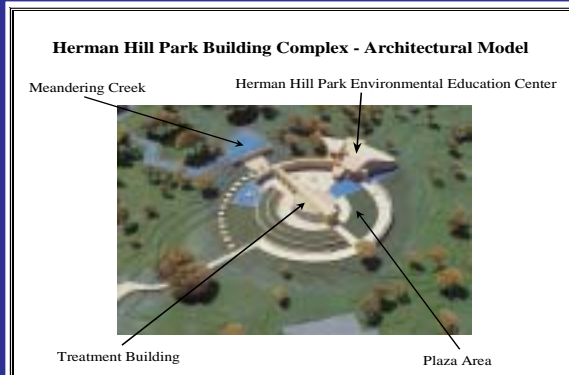 Herman Hill Park Building Complex - Architectural Model
Meandering Creek
Herman Hill Park Environmental Education Center
Treatment Building
Plaza Area